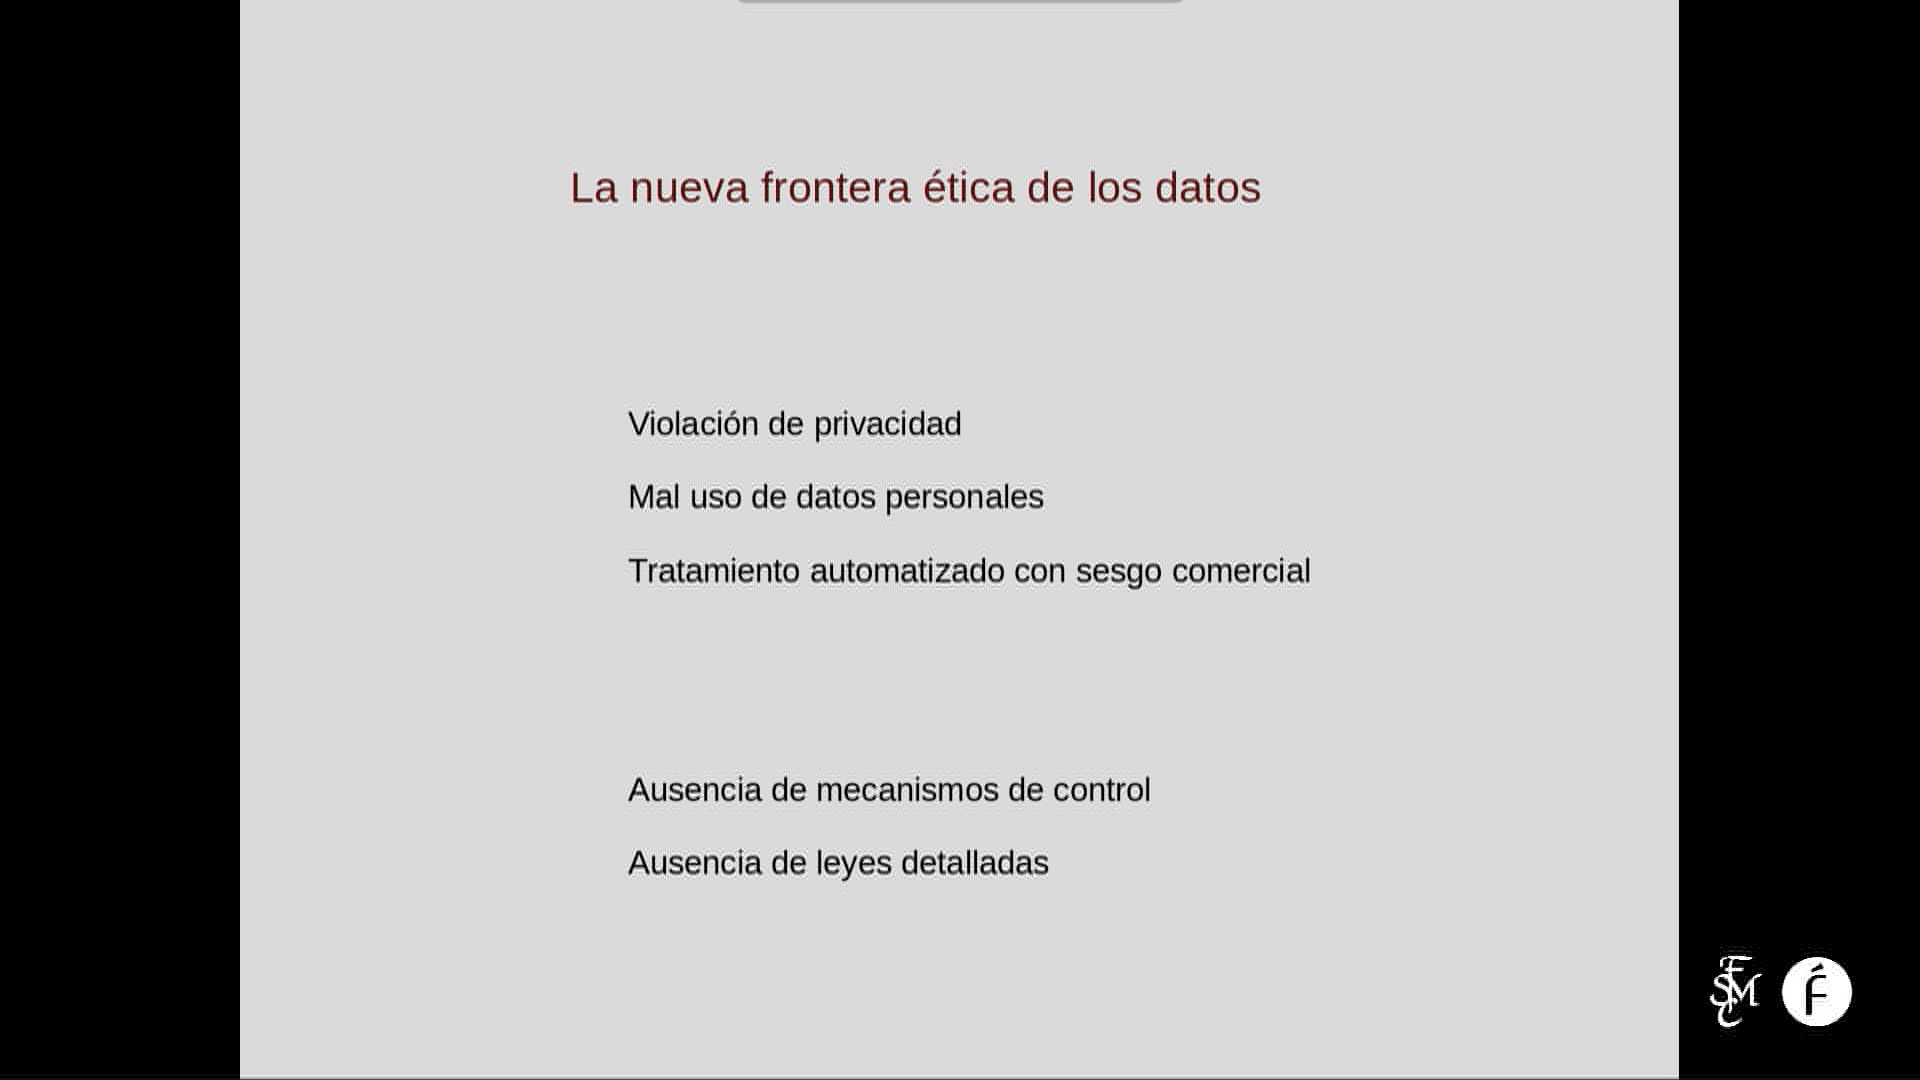 La nueva frontera ética de los datos
Violación de privacidad
Mal uso de datos personales
Tratamiento automatizado con sesgo comercial
Ausencia de mecanismos de control
Ausencia de leyes detalladas